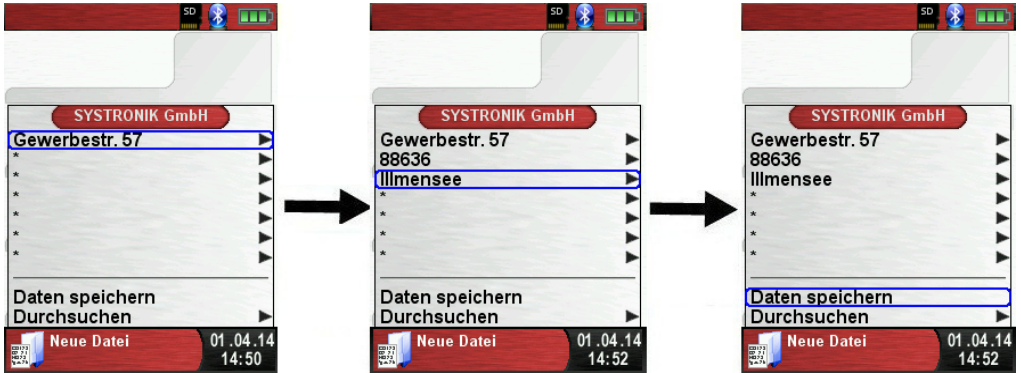 SD
SYSTRONIK GmbH
Gewerbestr. 57
*
*
*
*
*
*
Daten speichern
Durchsuchen
Neue Datei
01.04.14
14:50
SD
SYSTRONIK GmbH
Gewerbestr. 57
88636
Illmensee
*
*
*
*
Daten speichern
Durchsuchen
Neue Datei
01.04.14
14:52
SD
SYSTRONIK GmbH
Gewerbestr. 57
88636
Illmensee
*
*
*
*
Daten speichern
Durchsuchen
Neue Datei
01.04.14
14:52